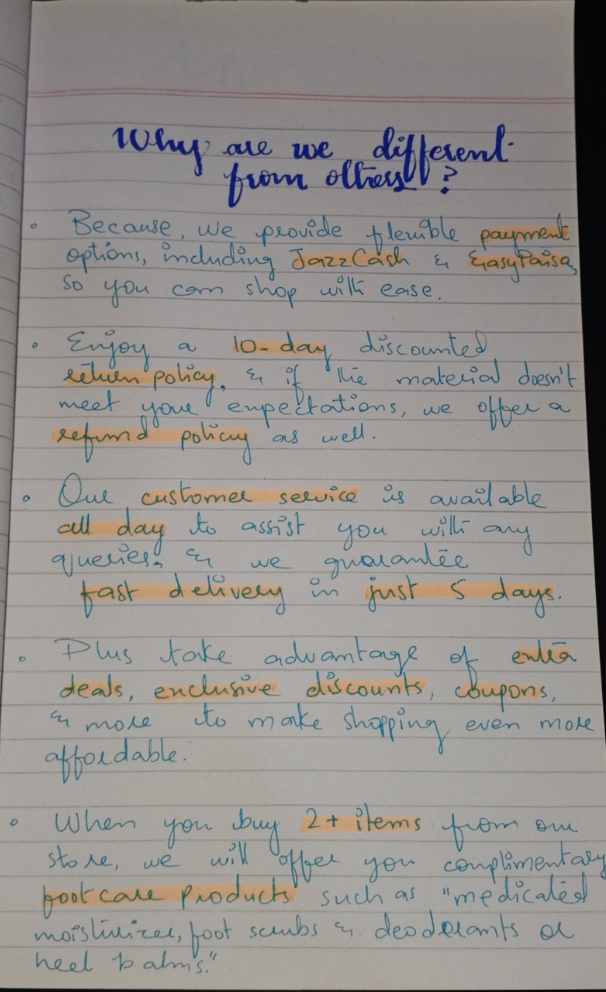 Why are we different
from others?
• Because, we provide flexible payment
options, including JazzCash & EasyPaisa,
so you can shop with ease.
• Enjoy a 10-day discounted
return policy, & if the material doesn't
meet your expectations, we offer a
refund policy as well.
• Our customer service is available
all day to assist you with any
queries, & we guarantee
fast delivery in just 5 days.
• Plus take advantage of extra
deals, exclusive discounts, coupons,
& more to make shopping even more
affordable.
• When you buy 2+ items from our
store, we will offer you complimentary
footcare products such as "medicated
moisturizer, foot scrubs & deodorants or
heel balms."